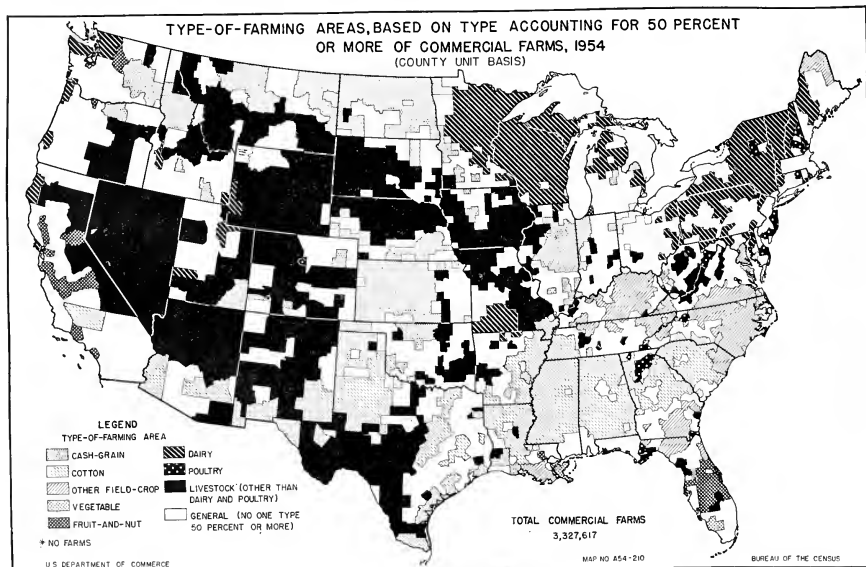 TYPE-OF-FARMING AREAS, BASED ON TYPE ACCOUNTING FOR 50 PERCENT
OR MORE OF COMMERCIAL FARMS, 1954
(COUNTY UNIT BASIS)
LEGEND
TYPE-OF-FARMING AREA
CASH-GRAIN
COTTON
OTHER FIELD-CROP
VEGETABLE
FRUIT-AND-NUT
* NO FARMS
DAIRY
POULTRY
LIVESTOCK (OTHER THAN
DAIRY AND POULTRY)
GENERAL (NO ONE TYPE
50 PERCENT OR MORE)
TOTAL COMMERCIAL FARMS
3,327,617
U.S. DEPARTMENT OF COMMERCE
MAP NO A54-210
BUREAU OF THE CENSUS